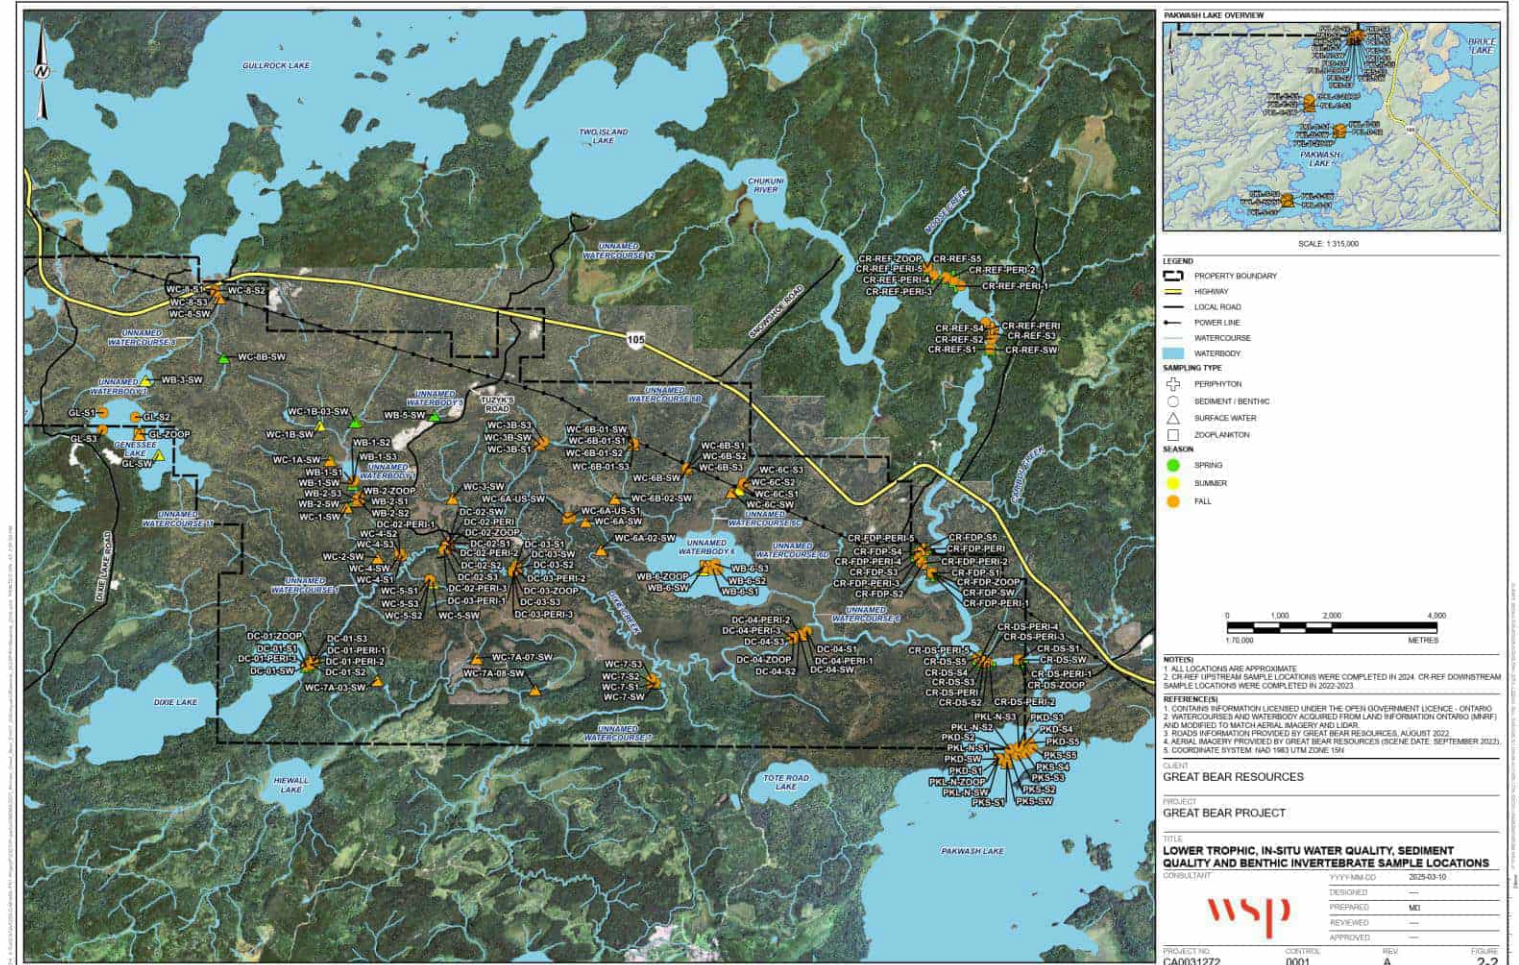 N
GULLROCK LAKE
TWO ISLAND
LAKE
CHUKUNI
RIVER
MOOSE CREEK
UNNAMED
WATERCOURSE 12
SNOWSHOE ROAD
105
CR-REF-ZOOP
CR-REF-S5
CR-REF-PERI-5
CR-REF-PERI-2
CR-REF-PERI-4
CR-REF-PERI-1
CR-REF-PERI-3
CR-REF-S4
CR-REF-PERI
CR-REF-S2
CR-REF-S3
CR-REF-S1
CR-REF-SW
WC-8-S1
WC-8-S2
WC-8-S3
WC-8-SW
UNNAMED
WC-8B-SW
UNNAMED
WB-3-SW
GL-S1
GL-S2
GL-S3
GL-ZOOP
GENESSEE
LAKE
GL-SW
WC-1B-03-SW
WB-5-SW
UNNAMED
TUZYK'S
ROAD
WC-1B-SW
WB-1-S2
WB-1-S3
WC-1A-SW
WB-1-S1
WB-1-SW
UNNAMED
WB-2-S3
WB-2-ZOOP
WB-2-SW
WB-2-S1
WB-2-S2
WC-1-SW
WC-3B-S3
WC-3B-SW
WC-3B-S1
WC-6B-01-SW
WC-6B-01-S1
WC-6B-01-S2
WC-6B-01-S3
UNNAMED
WATERCOURSE 6B
WC-6B-S1
WC-6B-S2
WC-6B-S3
WC-6B-SW
WC-6C-S3
WC-6C-S2
WC-6C-S1
WC-6C-SW
UNNAMED
WATERCOURSE 6C
WC-3-SW
WC-6A-US-SW
WC-6B-02-SW
WC-6A-US-S1
WC-6A-SW
WC-6A-02-SW
DC-02-SW
DC-02-PERI-1
DC-02-PERI
DC-02-ZOOP
DC-02-S1
DC-02-PERI-2
DC-02-S2
DC-02-S3
DC-02-PERI-3
DC-03-S1
DC-03-SW
DC-03-S2
DC-03-PERI-2
DC-03-ZOOP
DC-03-PERI-1
DC-03-S3
DC-03-PERI-3
WC-4-S2
WC-4-S3
WC-2-SW
WC-4-SW
WC-4-S1
WC-5-S1
WC-5-S3
WC-5-S2
WC-5-SW
UNNAMED
WATERCOURSE 1
UNNAMED
WATERCOURSE 11
DIXIE LAKE ROAD
DIXIE CREEK
UNNAMED
WATERBODY 6
UNNAMED
WATERCOURSE 6D
WB-6-S3
WB-6-ZOOP
WB-6-S2
WB-6-SW
WB-6-S1
UNNAMED
WATERCOURSE 6
CR-FDP-PERI-5
CR-FDP-S5
CR-FDP-S4
CR-FDP-PERI
CR-FDP-PERI-4
CR-FDP-PERI-2
CR-FDP-S3
CR-FDP-S1
CR-FDP-PERI-3
CR-FDP-ZOOP
CR-FDP-S2
CR-FDP-SW
CR-FDP-PERI-1
DC-01-ZOOP
DC-01-S3
DC-01-S1
DC-01-PERI-1
DC-01-PERI-3
DC-01-PERI-2
DC-01-SW
DC-01-S2
WC-7A-03-SW
WC-7A-07-SW
WC-7A-08-SW
WC-7-S3
WC-7-S2
WC-7-S1
WC-7-SW
DC-04-PERI-2
DC-04-PERI-3
DC-04-S3
DC-04-S1
DC-04-ZOOP
DC-04-PERI-1
DC-04-S2
DC-04-SW
CR-DS-PERI-4
CR-DS-PERI-3
CR-DS-PERI-5
CR-DS-S1
CR-DS-S5
CR-DS-SW
CR-DS-S4
CR-DS-PERI-1
CR-DS-S3
CR-DS-ZOOP
CR-DS-PERI
CR-DS-S2
CR-DS-PERI-2
DIXIE LAKE
UNNAMED
WATERCOURSE 7
HIEWALL
LAKE
TOTE ROAD
LAKE
PAKWASH LAKE
PKL-N-S3
PKD-S3
PKL-N-S2
PKD-S4
PKD-S2
PKD-S5
PKL-N-S1
PKS-S5
PKD-SW
PKS-S4
PKD-S1
PKS-S3
PKL-N-ZOOP
PKS-S2
PKL-N-SW
PKS-S1
PKS-SW
PAKWASH LAKE OVERVIEW
BRUCE
LAKE
PAKWASH
LAKE
SCALE: 1:315,000
LEGEND
PROPERTY BOUNDARY
HIGHWAY
LOCAL ROAD
POWER LINE
WATERCOURSE
WATERBODY
SAMPLING TYPE
PERIPHYTON
SEDIMENT / BENTHIC
SURFACE WATER
ZOOPLANKTON
SEASON
SPRING
SUMMER
FALL
0 1,000 2,000 4,000
1:70,000 METRES
NOTE(S)
1. ALL LOCATIONS ARE APPROXIMATE
2. CR-REF UPSTREAM SAMPLE LOCATIONS WERE COMPLETED IN 2024. CR-REF DOWNSTREAM
SAMPLE LOCATIONS WERE COMPLETED IN 2022-2023.
REFERENCE(S)
1. CONTAINS INFORMATION LICENSED UNDER THE OPEN GOVERNMENT LICENCE - ONTARIO
2. WATERCOURSES AND WATERBODY ACQUIRED FROM LAND INFORMATION ONTARIO (MNRF)
AND MODIFIED TO MATCH AERIAL IMAGERY AND LIDAR.
3. ROADS INFORMATION PROVIDED BY GREAT BEAR RESOURCES, AUGUST 2022
4. AERIAL IMAGERY PROVIDED BY GREAT BEAR RESOURCES (SCENE DATE: SEPTEMBER 2022).
5. COORDINATE SYSTEM: NAD 1983 UTM ZONE 15N
CLIENT
GREAT BEAR RESOURCES
PROJECT
GREAT BEAR PROJECT
TITLE
LOWER TROPHIC, IN-SITU WATER QUALITY, SEDIMENT
QUALITY AND BENTHIC INVERTEBRATE SAMPLE LOCATIONS
CONSULTANT
wsp
YYYY-MM-DD 2025-03-10
DESIGNED ----
PREPARED MD
REVIEWED ----
APPROVED ----
PROJECT NO. CONTROL REV. FIGURE
CA0031272 0001 A 2-2